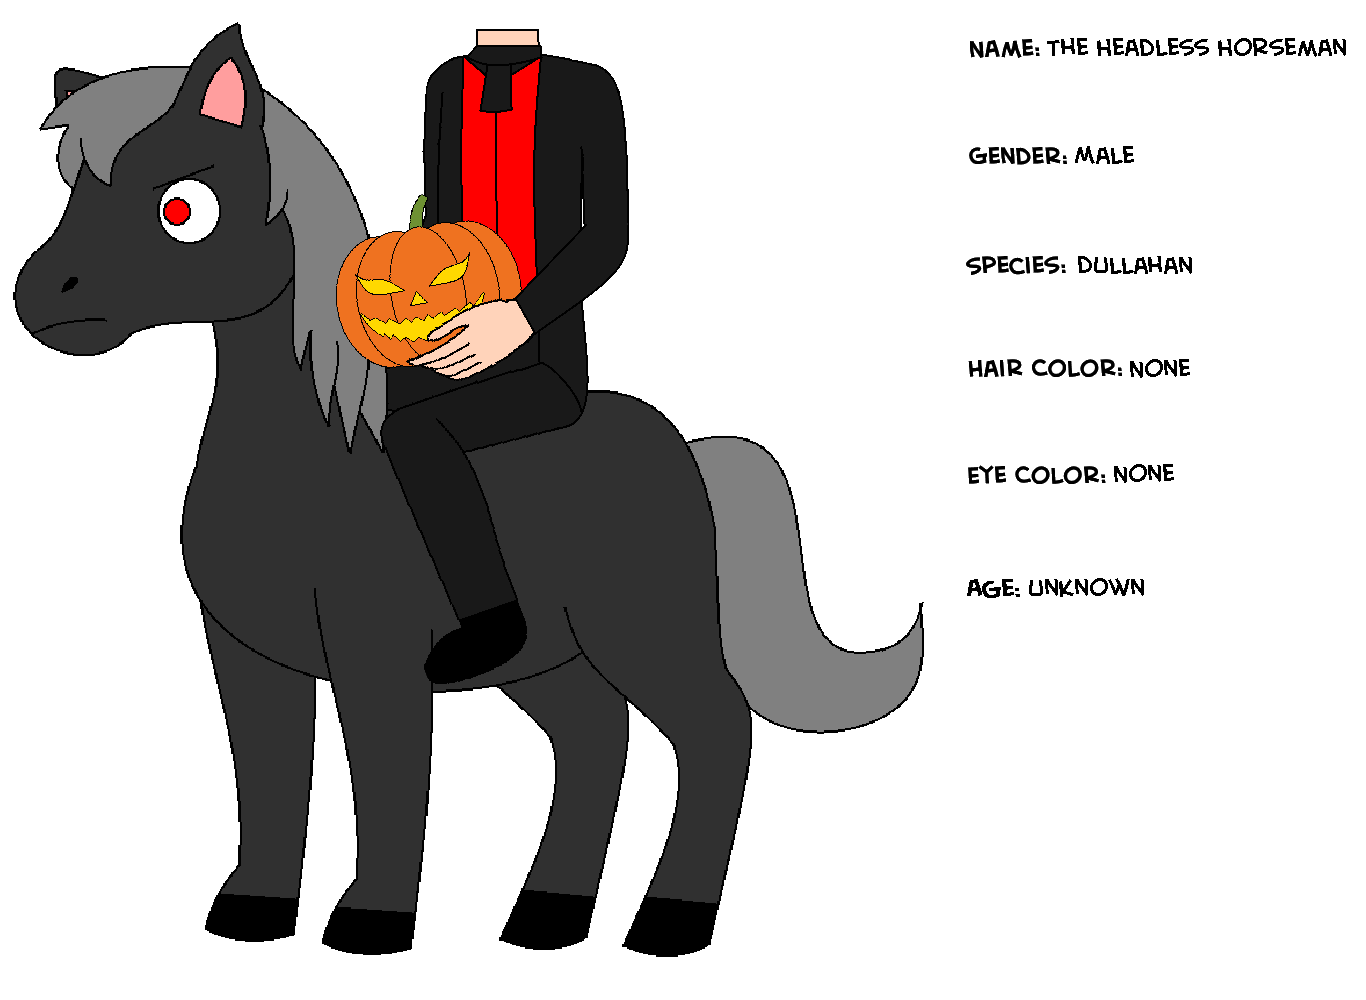 NAME: THE HEADLESS HORSEMAN
GENDER: MALE
SPECIES: DULLAHAN
HAIR COLOR: NONE
EYE COLOR: NONE
AGE: UNKNOWN